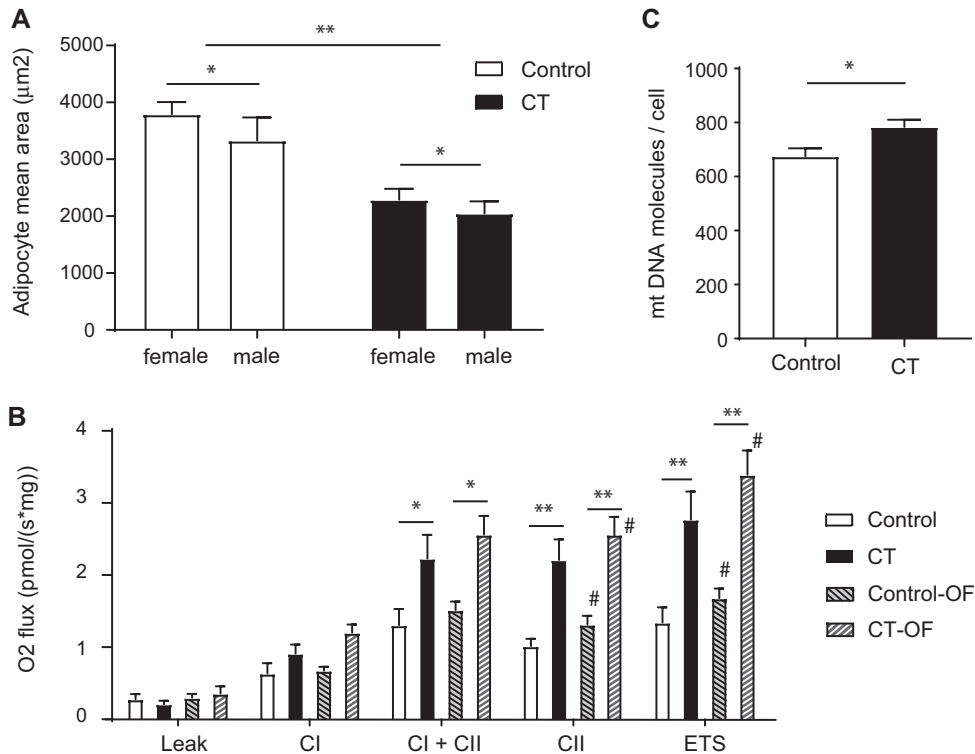 A
**
5000
4000
3000
2000
1000
0
Adipocyte mean area (μm2)
*
*
Control
CT
female
male
female
male
C
*
1000
800
600
400
200
0
mt DNA molecules / cell
Control
CT
B
4
3
2
1
0
O2 flux (pmol/(s*mg))
*
*
**
**
#
#
**
**
#
#
Control
CT
Control-OF
CT-OF
Leak
CI
CI + CII
CII
ETS